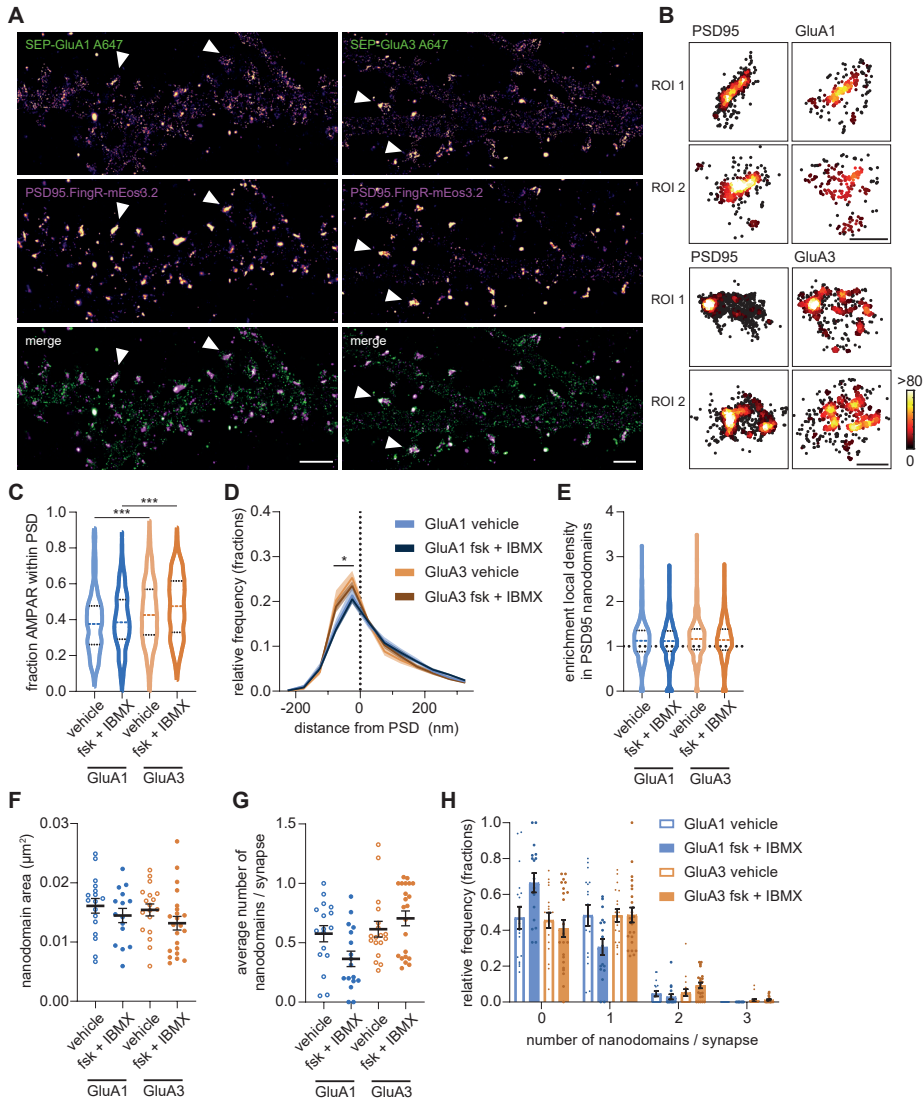 A
SEP-GluA1 A647
SEP-GluA3 A647
PSD95.FingR-mEos3.2
PSD95.FingR-mEos3.2
merge
merge
B
PSD95
GluA1
ROI 1
ROI 2
PSD95
GluA3
ROI 1
ROI 2
>80
0
C
***
***
fraction AMPAR within PSD
1.0
0.8
0.6
0.4
0.2
0.0
vehicle
fsk + IBMX
vehicle
fsk + IBMX
GluA1
GluA3
D
relative frequency (fractions)
0.4
0.3
0.2
0.1
0.0
*
GluA1 vehicle
GluA1 fsk + IBMX
GluA3 vehicle
GluA3 fsk + IBMX
-200
0
200
distance from PSD (nm)
E
enrichment local density
in PSD95 nanodomains
4
3
2
1
0
vehicle
fsk + IBMX
vehicle
fsk + IBMX
GluA1
GluA3
F
nanodomain area (µm²)
0.03
0.02
0.01
0.00
vehicle
fsk + IBMX
vehicle
fsk + IBMX
GluA1
GluA3
G
average number of
nanodomains / synapse
1.5
1.0
0.5
0.0
vehicle
fsk + IBMX
vehicle
fsk + IBMX
GluA1
GluA3
H
relative frequency (fractions)
1.0
0.8
0.6
0.4
0.2
0.0
GluA1 vehicle
GluA1 fsk + IBMX
GluA3 vehicle
GluA3 fsk + IBMX
0
1
2
3
number of nanodomains / synapse